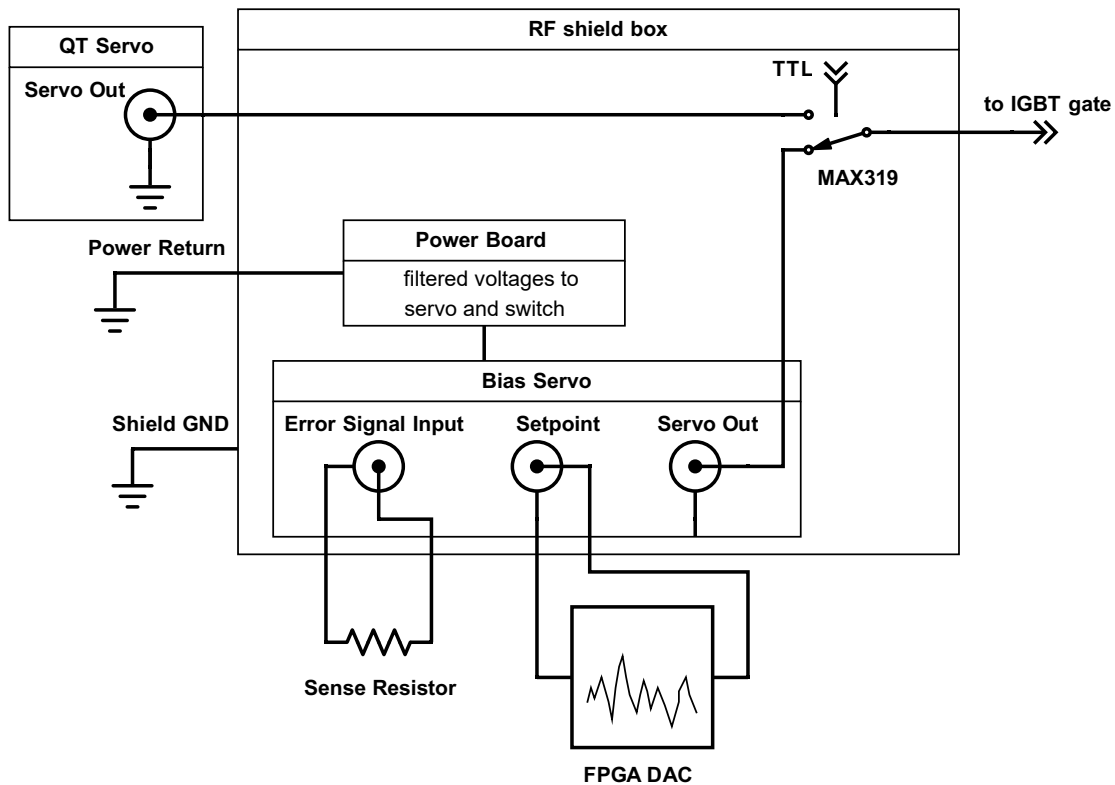 RF shield box
QT Servo
Servo Out
TTL
to IGBT gate
MAX319
Power Return
Power Board
filtered voltages to
servo and switch
Bias Servo
Shield GND
Error Signal Input
Setpoint
Servo Out
Sense Resistor
FPGA DAC